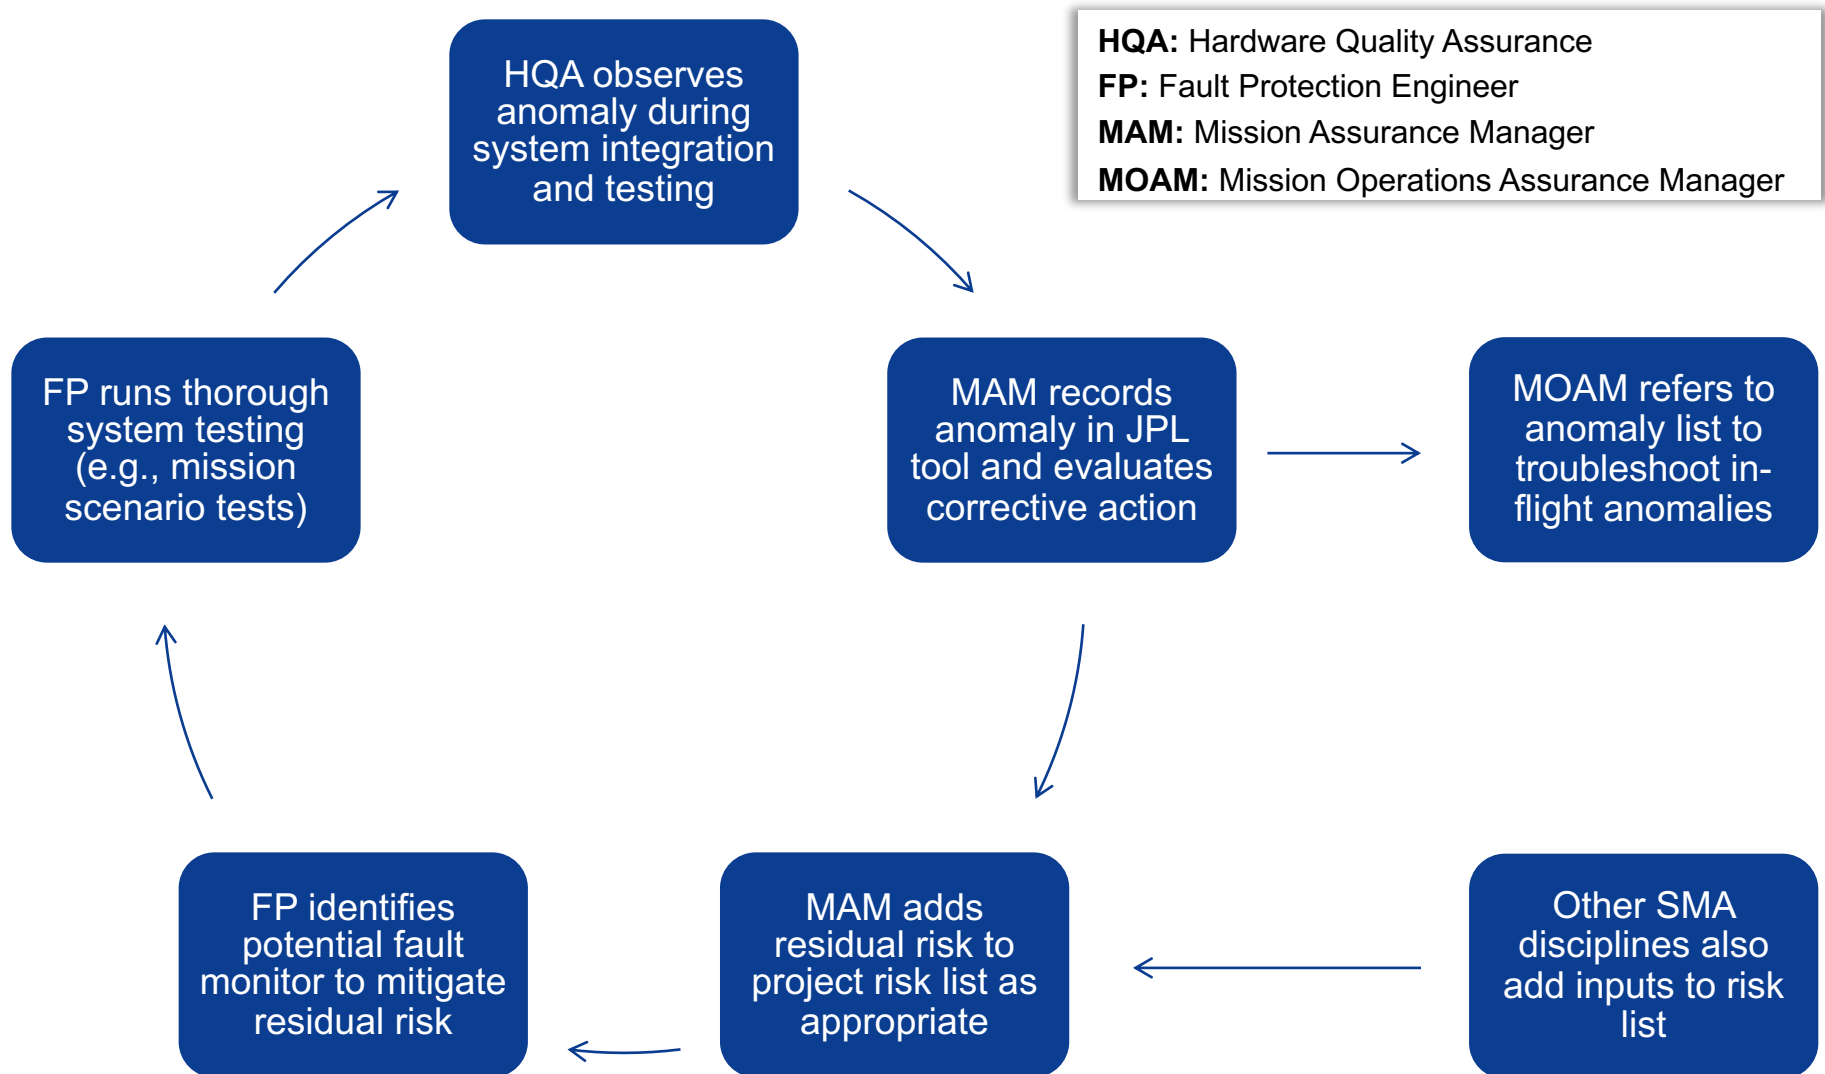 HQA observes
anomaly during
system integration
and testing
HQA: Hardware Quality Assurance
FP: Fault Protection Engineer
MAM: Mission Assurance Manager
MOAM: Mission Operations Assurance Manager
FP runs thorough
system testing
(e.g., mission
scenario tests)
MAM records
anomaly in JPL
tool and evaluates
corrective action
MOAM refers to
anomaly list to
troubleshoot in-
flight anomalies
FP identifies
potential fault
monitor to mitigate
residual risk
MAM adds
residual risk to
project risk list as
appropriate
Other SMA
disciplines also
add inputs to risk
list